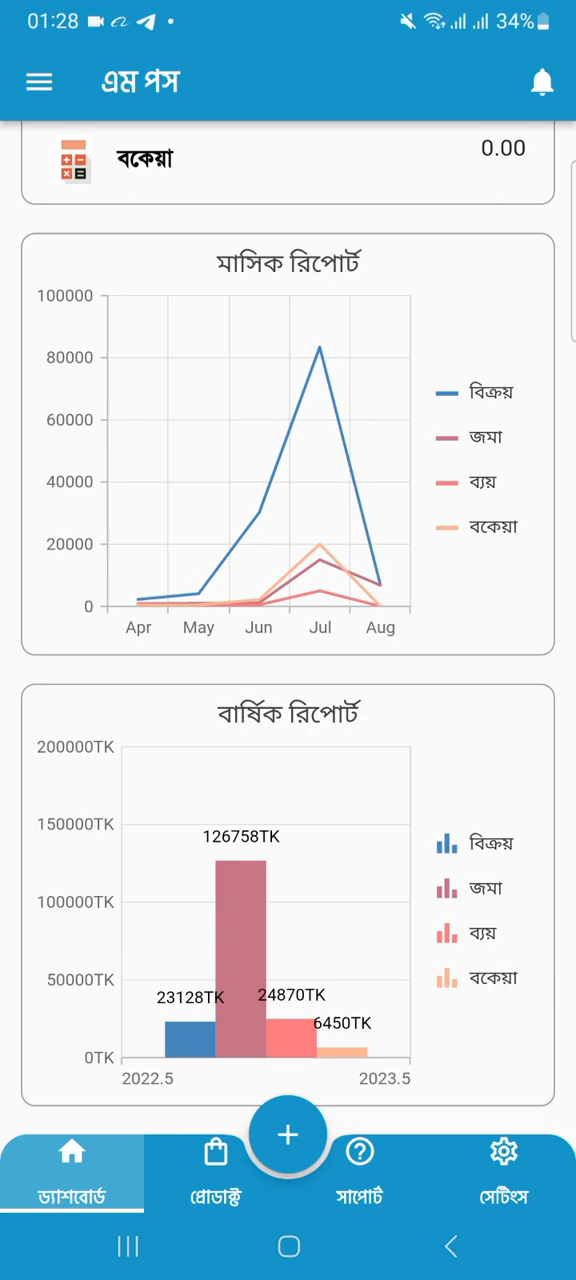 01:28
34%
এম পস
বকেয়া
0.00
মাসিক রিপোর্ট
100000
80000
60000
40000
20000
0
Apr May Jun Jul Aug
বিক্রয়
জমা
ব্যয়
বকেয়া
বার্ষিক রিপোর্ট
200000TK
150000TK
100000TK
50000TK
0TK
126758TK
23128TK
24870TK
6450TK
2022.5
2023.5
বিক্রয়
জমা
ব্যয়
বকেয়া
+
ড্যাশবোর্ড
প্রোডাক্ট
সাপোর্ট
সেটিংস